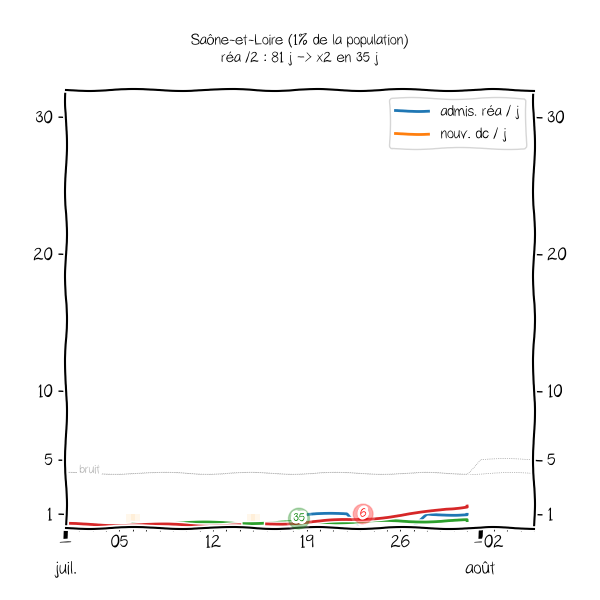 Saône-et-Loire (1% de la population)
réa /2 : 81 j -> x2 en 35 j
admis. réa / j
nouv. dc / j
30
30
20
20
10
10
5
5
bruit
1
1
35
6
05
12
19
26
02
juil.
août